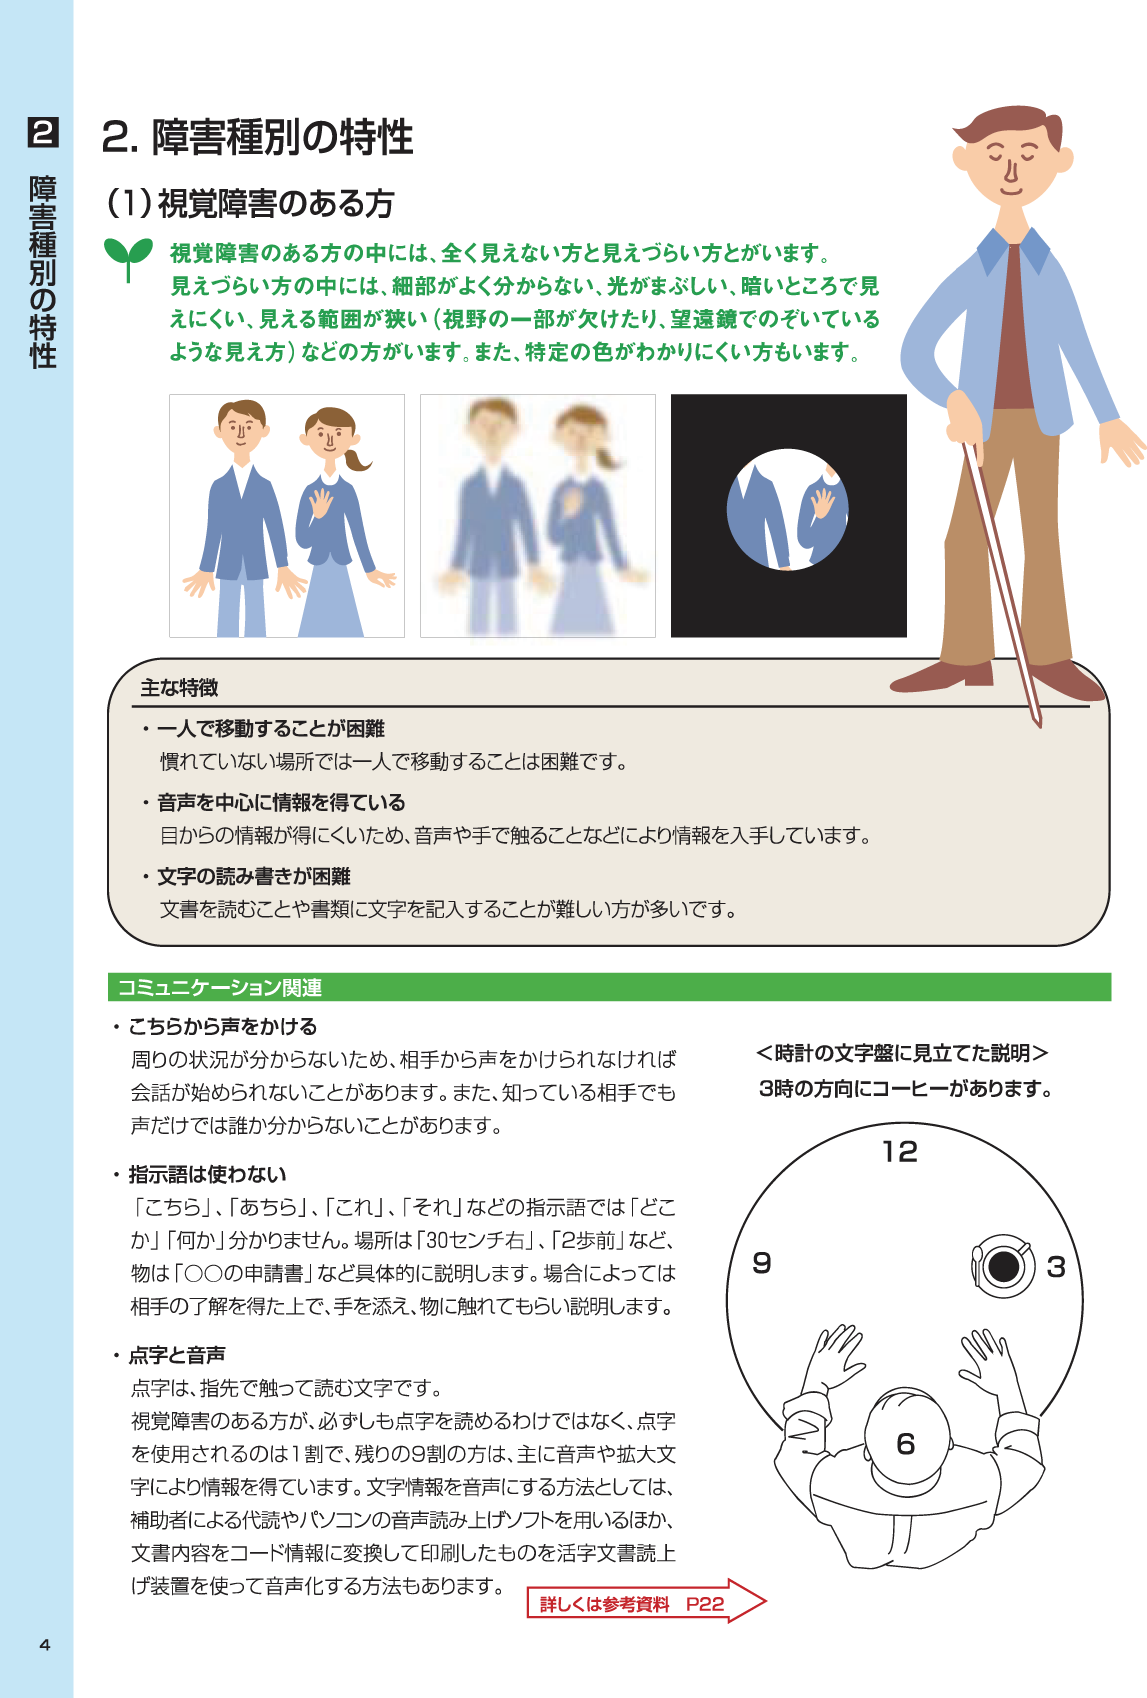 2
障害種別の特性
2. 障害種別の特性
（1）視覚障害のある方
視覚障害のある方の中には、全く見えない方と見えづらい方とがいます。
見えづらい方の中には、細部がよく分からない、光がまぶしい、暗いところで見
えにくい、見える範囲が狭い（視野の一部が欠けたり、望遠鏡でのぞいている
ような見え方）などの方がいます。また、特定の色がわかりにくい方もいます。
主な特徴
・一人で移動することが困難
慣れていない場所では一人で移動することは困難です。
・音声を中心に情報を得ている
目からの情報が得にくいため、音声や手で触ることなどにより情報を入手しています。
・文字の読み書きが困難
文書を読むことや書類に文字を記入することが難しい方が多いです。
コミュニケーション関連
・こちらから声をかける
周りの状況が分からないため、相手から声をかけられなければ
会話が始められないことがあります。また、知っている相手でも
声だけでは誰か分からないことがあります。
・指示語は使わない
「こちら」、「あちら」、「これ」、「それ」などの指示語では「どこ
か」「何か」分かりません。場所は「30センチ右」、「2歩前」など、
物は「○○の申請書」など具体的に説明します。場合によっては
相手の了解を得た上で、手を添え、物に触れてもらい説明します。
・点字と音声
点字は、指先で触って読む文字です。
視覚障害のある方が、必ずしも点字を読めるわけではなく、点字
を使用されるのは1割で、残りの9割の方は、主に音声や拡大文
字により情報を得ています。文字情報を音声にする方法としては、
補助者による代読やパソコンの音声読み上げソフトを用いるほか、
文書内容をコード情報に変換して印刷したものを活字文書読上
げ装置を使って音声化する方法もあります。
詳しくは参考資料　P22
＜時計の文字盤に見立てた説明＞
3時の方向にコーヒーがあります。
12
9
3
6
4